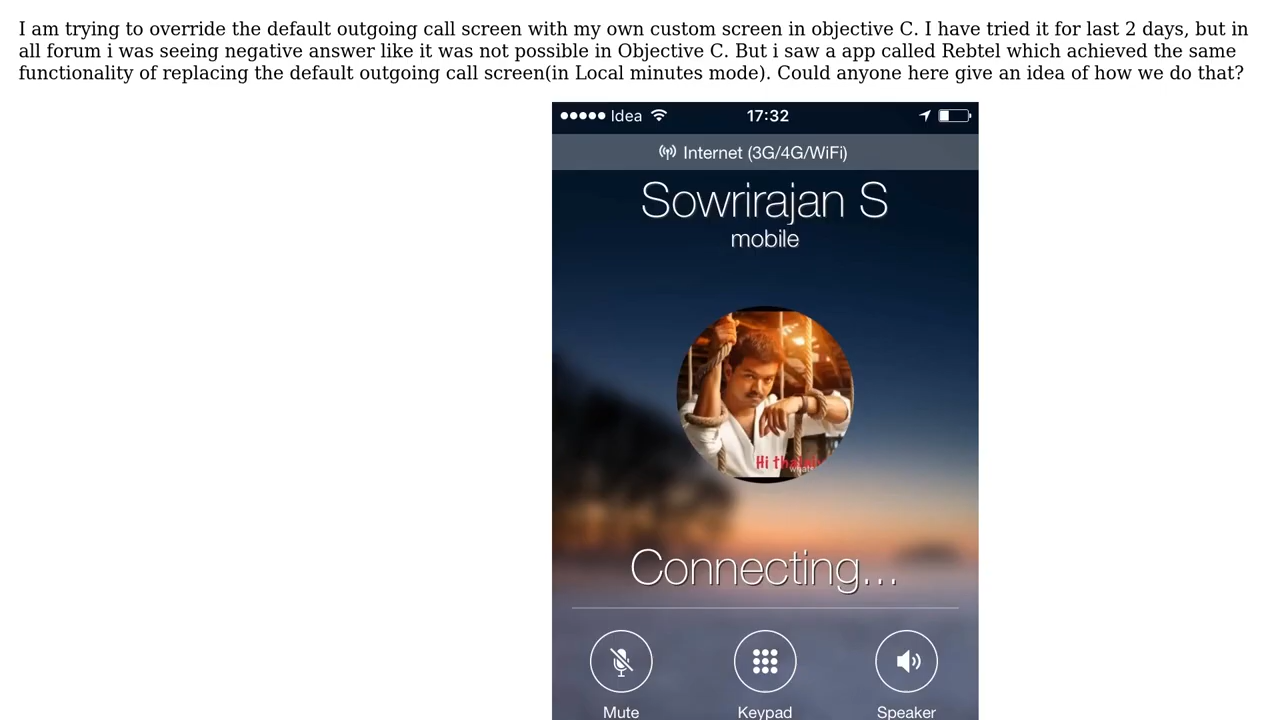 I am trying to override the default outgoing call screen with my own custom screen in objective C. I have tried it for last 2 days, but in
all forum i was seeing negative answer like it was not possible in Objective C. But i saw a app called Rebtel which achieved the same
functionality of replacing the default outgoing call screen(in Local minutes mode). Could anyone here give an idea of how we do that?
Idea 17:32
Internet (3G/4G/WiFi)
Sowrirajan S
mobile
Hi
Connecting...
Mute Keypad Speaker